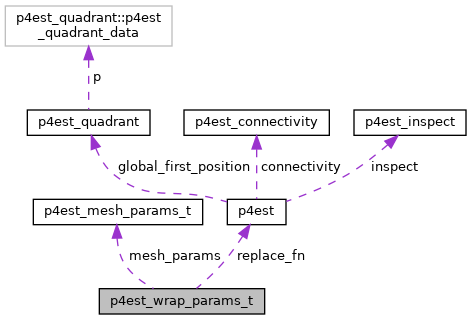 p4est_quadrant::p4est
_quadrant_data
p
p4est_quadrant
p4est_connectivity
p4est_inspect
global_first_position
connectivity
inspect
p4est_mesh_params_t
p4est
mesh_params
replace_fn
p4est_wrap_params_t